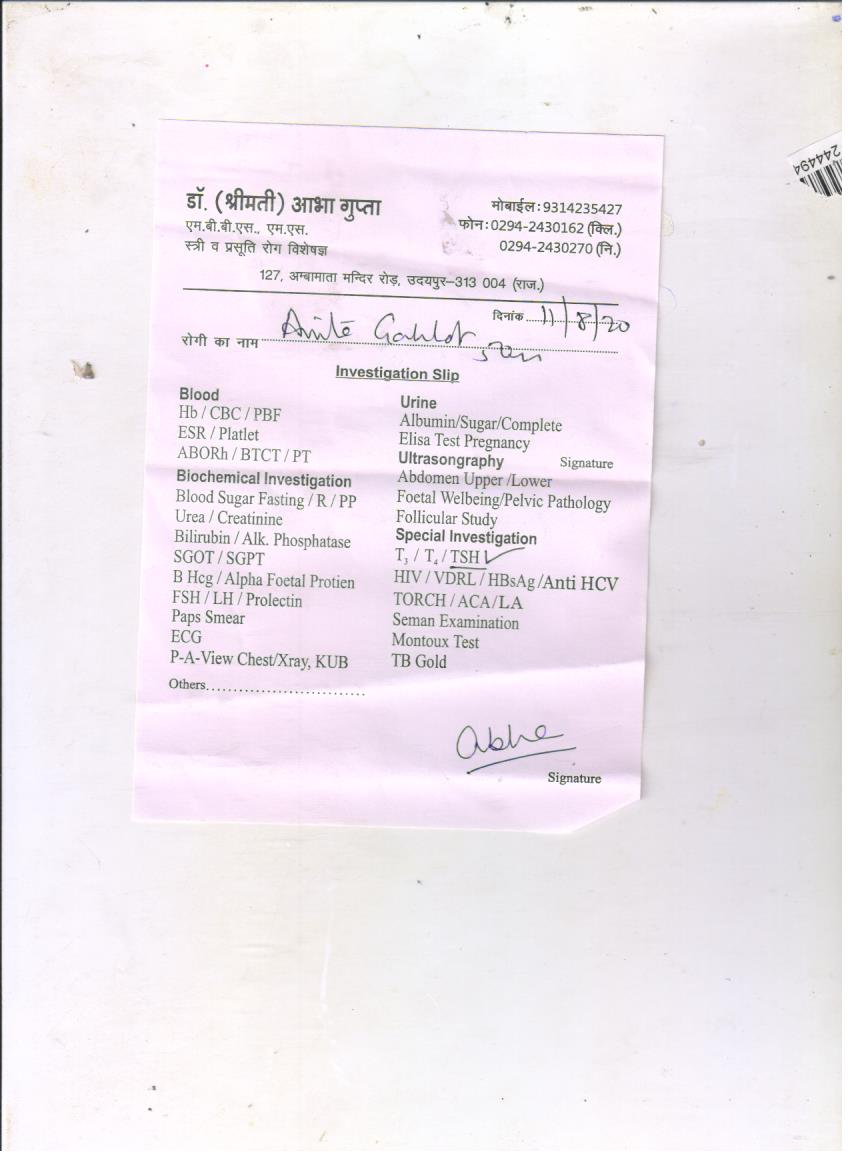 डॉ. (श्रीमती) आभा गुप्ता
एम.बी.बी.एस., एम.एस.
स्त्री व प्रसूति रोग विशेषज्ञ
मोबाईल:9314235427
फोन:0294-2430162 (क्लि.)
0294-2430270 (नि.)
127, अम्बामाता मन्दिर रोड़, उदयपुर–313 004 (राज.)
दिनांक 11/8/20
रोगी का नाम Gahlot
Investigation Slip
Blood
Hb / CBC / PBF
ESR / Platlet
ABORh / BTCT / PT
Biochemical Investigation
Blood Sugar Fasting / R / PP
Urea / Creatinine
Bilirubin / Alk. Phosphatase
SGOT / SGPT
B Hcg / Alpha Foetal Protien
FSH / LH / Prolectin
Paps Smear
ECG
P-A-View Chest/Xray, KUB
Others
Urine
Albumin/Sugar/Complete
Elisa Test Pregnancy
Ultrasongraphy Signature
Abdomen Upper /Lower
Foetal Welbeing/Pelvic Pathology
Follicular Study
Special Investigation
T3 / T4 / TSH ✓
HIV / VDRL / HBsAg /Anti HCV
TORCH / ACA/LA
Seman Examination
Montoux Test
TB Gold
Abha
Signature
244494